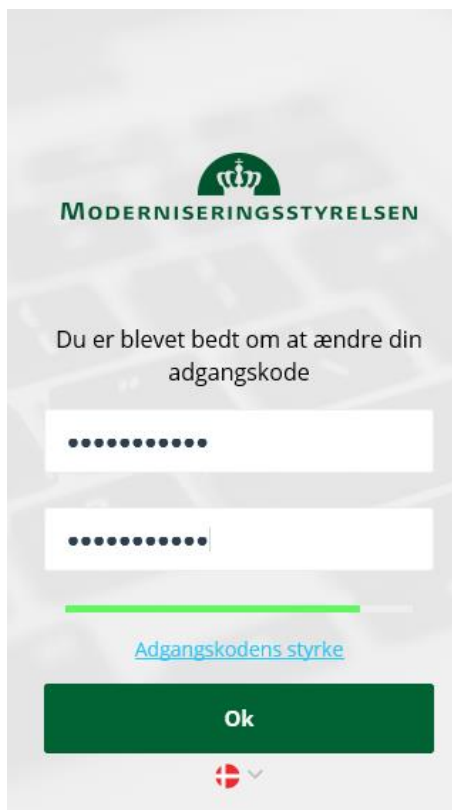 MODERNISERINGSSTYRELSEN
Du er blevet bedt om at ændre din
adgangskode
•••••••••••
•••••••••••
Adgangskodens styrke
Ok